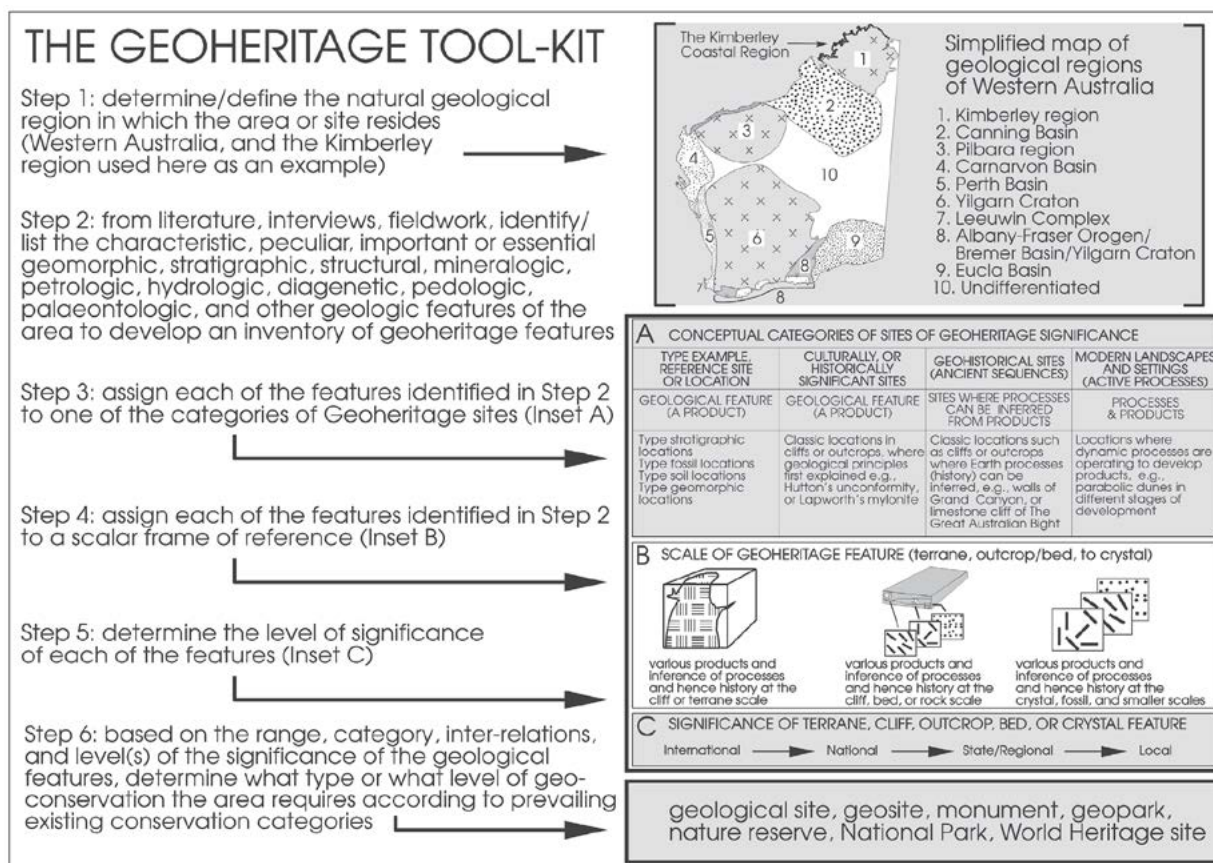 THE GEOHERITAGE TOOL-KIT
Step 1: determine/define the natural geological
region in which the area or site resides
(Western Australia, and the Kimberley
region used here as an example)
Step 2: from literature, interviews, fieldwork, identify/
list the characteristic, peculiar, important or essential
geomorphic, stratigraphic, structural, mineralogic,
petrologic, hydrologic, diagenetic, pedologic,
palaeontologic, and other geologic features of the
area to develop an inventory of geoheritage features
Step 3: assign each of the features identified in Step 2
to one of the categories of Geoheritage sites (Inset A)
Step 4: assign each of the features identified in Step 2
to a scalar frame of reference (Inset B)
Step 5: determine the level of significance
of each of the features (Inset C)
Step 6: based on the range, category, inter-relations,
and level(s) of the significance of the geological
features, determine what type or what level of geo-
conservation the area requires according to prevailing
existing conservation categories
The Kimberley
Coastal Region
1
2
3
4
10
5
6
9
8
7
8
Simplified map of
geological regions
of Western Australia
1. Kimberley region
2. Canning Basin
3. Pilbara region
4. Carnarvon Basin
5. Perth Basin
6. Yilgarn Craton
7. Leeuwin Complex
8. Albany-Fraser Orogen/
Bremer Basin/Yilgarn Craton
9. Eucla Basin
10. Undifferentiated
A CONCEPTUAL CATEGORIES OF SITES OF GEOHERITAGE SIGNIFICANCE
TYPE EXAMPLE,
REFERENCE SITE
OR LOCATION
GEOLOGICAL FEATURE
(A PRODUCT)
Type stratigraphic
locations
Type fossil locations
Type soil locations
Type geomorphic
locations
CULTURALLY, OR
HISTORICALLY
SIGNIFICANT SITES
GEOLOGICAL FEATURE
(A PRODUCT)
Classic locations in
cliffs or outcrops, where
geological principles
first explained e.g.,
Hutton's unconformity,
or Lapworth's mylonite
GEOHISTORICAL SITES
(ANCIENT SEQUENCES)
SITES WHERE PROCESSES
CAN BE INFERRED
FROM PRODUCTS
Classic locations such
as cliffs or outcrops
where Earth processes
(history) can be
inferred, e.g., walls of
Grand Canyon, or
limestone cliff of The
Great Australian Bight
MODERN LANDSCAPES
AND SETTINGS
(ACTIVE PROCESSES)
PROCESSES
& PRODUCTS
Locations where
dynamic processes are
operating to develop
products, e.g.,
parabolic dunes in
different stages of
development
B SCALE OF GEOHERITAGE FEATURE (terrane, outcrop/bed, to crystal)
various products and
inference of processes
and hence history at the
cliff or terrane scale
various products and
inference of processes
and hence history at the
cliff, bed, or rock scale
various products and
inference of processes
and hence history at the
crystal, fossil, and smaller scales
C SIGNIFICANCE OF TERRANE, CLIFF, OUTCROP, BED, OR CRYSTAL FEATURE
International National State/Regional Local
geological site, geosite, monument, geopark,
nature reserve, National Park, World Heritage site